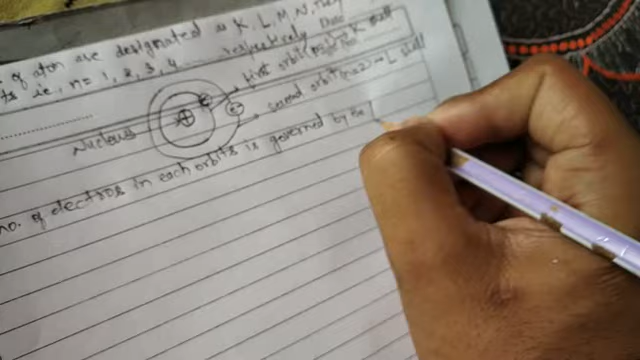 of atom are designated as K, L, M, N, They
ie, n = 1, 2, 3, 4 ..... respectively
first orbit (n=1) - K shell
Nucleus
second orbit (n=2) - L shell
no. of electros in each orbits is governed by the